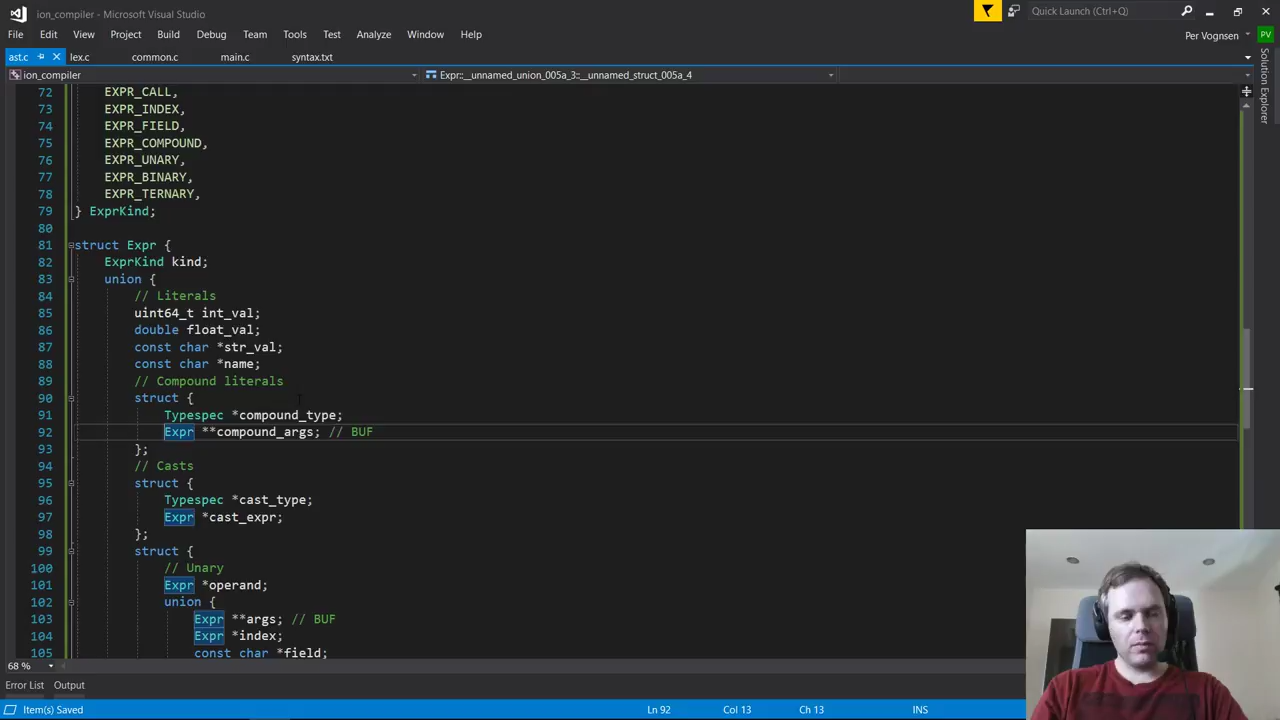 ion_compiler - Microsoft Visual Studio
Quick Launch (Ctrl+Q)
File Edit View Project Build Debug Team Tools Test Analyze Window Help
Per Vognsen PV
ast.c lex.c common.c main.c syntax.txt
ion_compiler Expr::__unnamed_union_005a_3::__unnamed_struct_005a_4
Solution Explorer
72 EXPR_CALL,
73 EXPR_INDEX,
74 EXPR_FIELD,
75 EXPR_COMPOUND,
76 EXPR_UNARY,
77 EXPR_BINARY,
78 EXPR_TERNARY,
79 } ExprKind;
80
81 struct Expr {
82 ExprKind kind;
83 union {
84 // Literals
85 uint64_t int_val;
86 double float_val;
87 const char *str_val;
88 const char *name;
89 // Compound literals
90 struct {
91 Typespec *compound_type;
92 Expr **compound_args; // BUF
93 };
94 // Casts
95 struct {
96 Typespec *cast_type;
97 Expr *cast_expr;
98 };
99 struct {
100 // Unary
101 Expr *operand;
102 union {
103 Expr **args; // BUF
104 Expr *index;
105 const char *field;
68 %
Error List Output
Item(s) Saved Ln 92 Col 13 Ch 13 INS